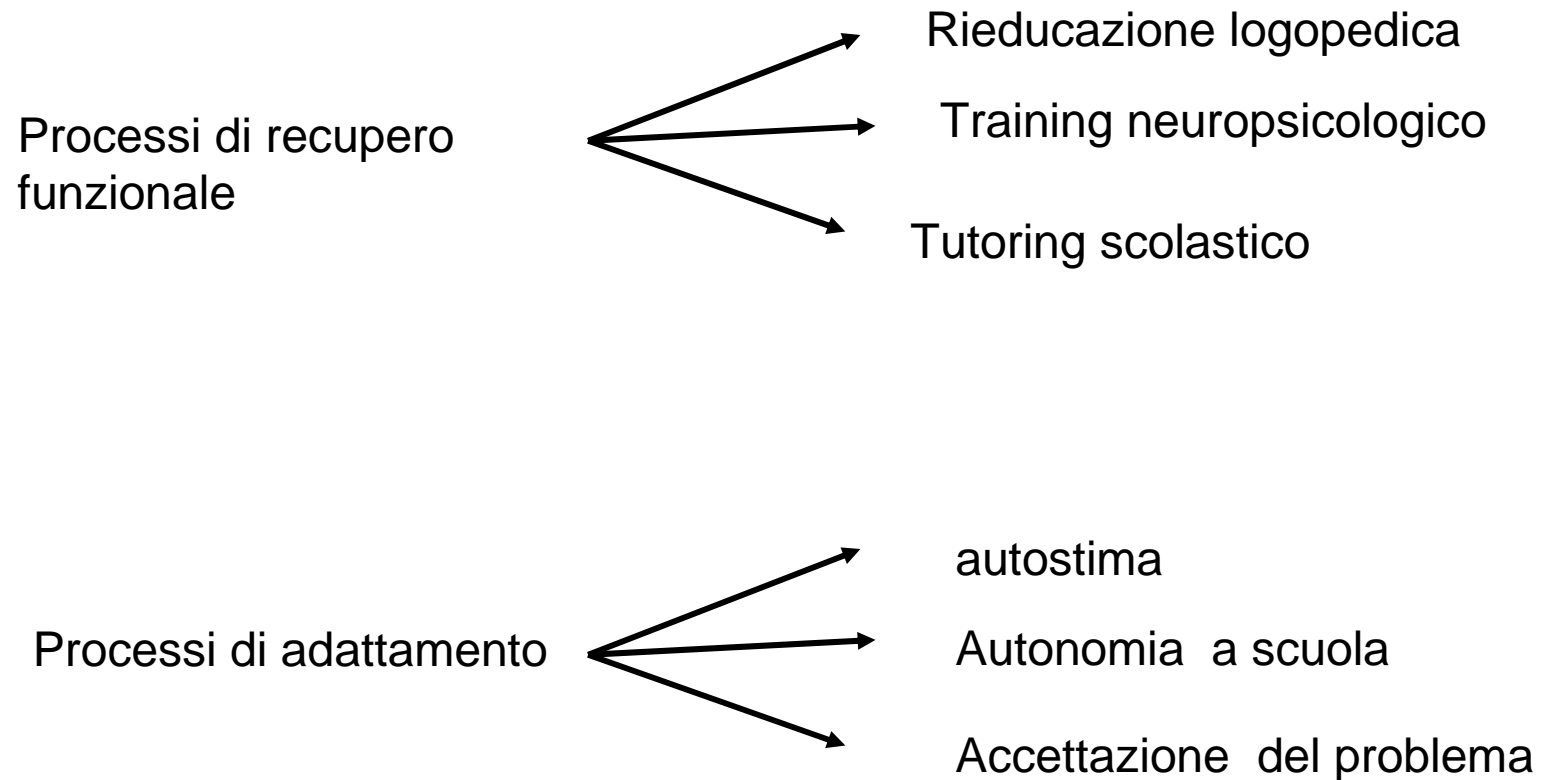 Rieducazione logopedica
Training neuropsicologico
Processi di recupero
funzionale
Tutoring scolastico
autostima
Processi di adattamento
Autonomia a scuola
Accettazione del problema